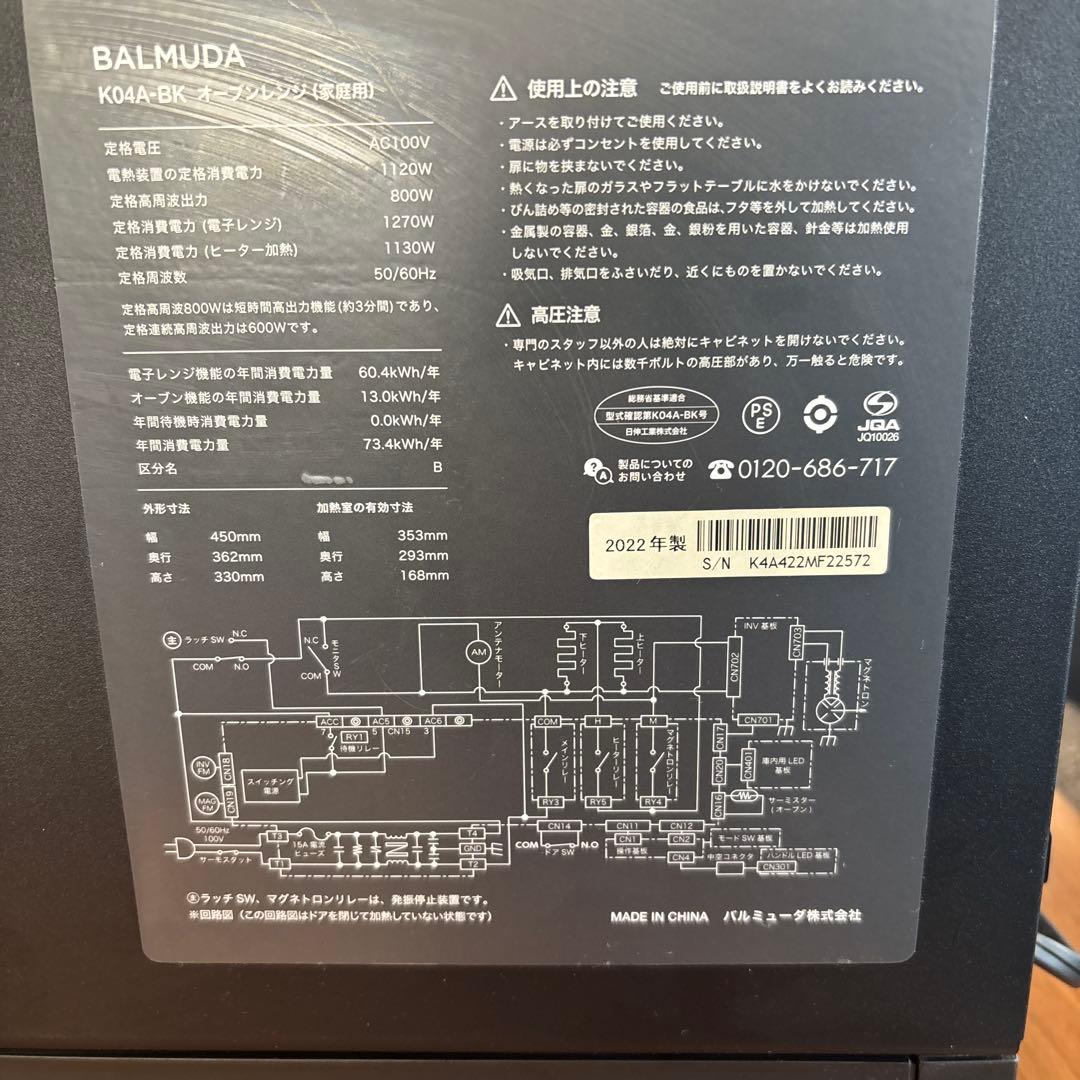 BALMUDA
K04A-BK オーブンレンジ (家庭用)
定格電圧 AC100V
電熱装置の定格消費電力 1120W
定格高周波出力 800W
定格消費電力 (電子レンジ) 1270W
定格消費電力 (ヒーター加熱) 1130W
定格周波数 50/60Hz
定格高周波800Wは短時間高出力機能 (約3分間) であり、
定格連続高周波出力は600Wです。
電子レンジ機能の年間消費電力量 60.4kWh/年
オーブン機能の年間消費電力量 13.0kWh/年
年間待機時消費電力量 0.0kWh/年
年間消費電力量 73.4kWh/年
区分名 B
外形寸法 加熱室の有効寸法
幅 450mm 幅 353mm
奥行 362mm 奥行 293mm
高さ 330mm 高さ 168mm
使用上の注意 ご使用前に取扱説明書をよくお読みください。
・アースを取り付けてご使用ください。
・電源は必ずコンセントを使用してください。
・扉に物を挟まないでください。
・熱くなった扉のガラスやフラットテーブルに水をかけないでください。
・びん詰め等の密封された容器の食品は、フタ等を外して加熱してください。
・金属製の容器、金、銀箔、金、銀粉を用いた容器、針金等は加熱使用
しないでください。
・吸気口、排気口をふさいだり、近くにものを置かないでください。
高圧注意
・専門のスタッフ以外の人は絶対にキャビネットを開けないでください。
キャビネット内には数千ボルトの高圧部があり、万一触ると危険です。
総務省基準適合
型式確認第K04A-BK号
日伸工業株式会社
PS
E
JQA
JQ10026
?
A
製品についての
お問い合わせ
0120-686-717
2022年製
S/N K4A422MF22572
主 ラッチSW N.C
COM N.O
N.C
モニタSW
COM
アンテナモーター
AM
下ヒーター
上ヒーター
INV 基板
CN702
CN703
マグネトロン
CN701
ACC AC5 AC6
7 5 CN15 3
RY1
待機リレー
COM H M
メインリレー
ヒーターリレー
マグネトロンリレー
RY3 RY5 RY4
CN17
CN20
CN16
CN401
庫内用LED
基板
サーミスター
(オーブン)
INV
FM
CN18
MAG
FM
CN19
スイッチング
電源
50/60Hz
100V
サーモスタット
T3
T1
15A 電流
ヒューズ
T4
GND
T2
CN14
COM N.O
ドアSW
CN11 CN12
CN1 CN2
操作基板
モードSW基板
CN4 中空コネクタ
ハンドルLED基板
CN301
主ラッチSW、マグネトロンリレーは、発振停止装置です。
※回路図 (この回路図はドアを閉じて加熱していない状態です)
MADE IN CHINA バルミューダ株式会社